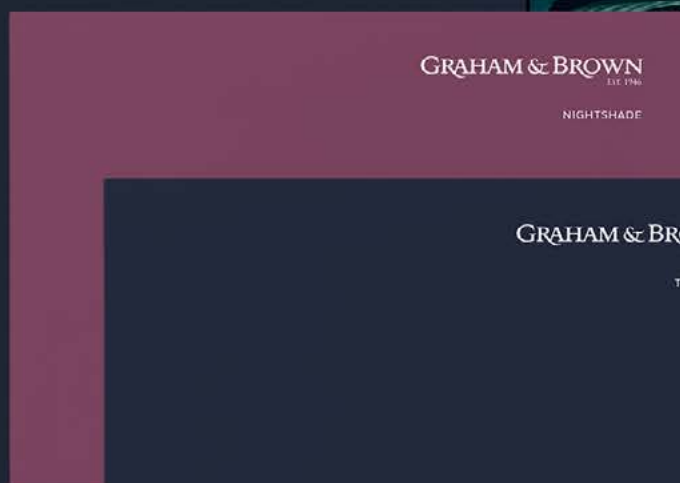 GRAHAM & BROWN
Est. 1946
NIGHTSHADE
GRAHAM & BR
T